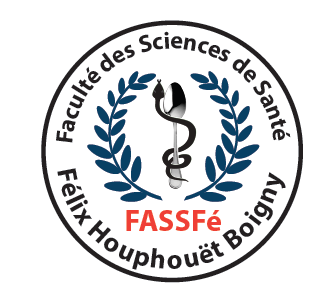 Faculté des Sciences de Santé
FASSFé
Félix Houphouët Boigny